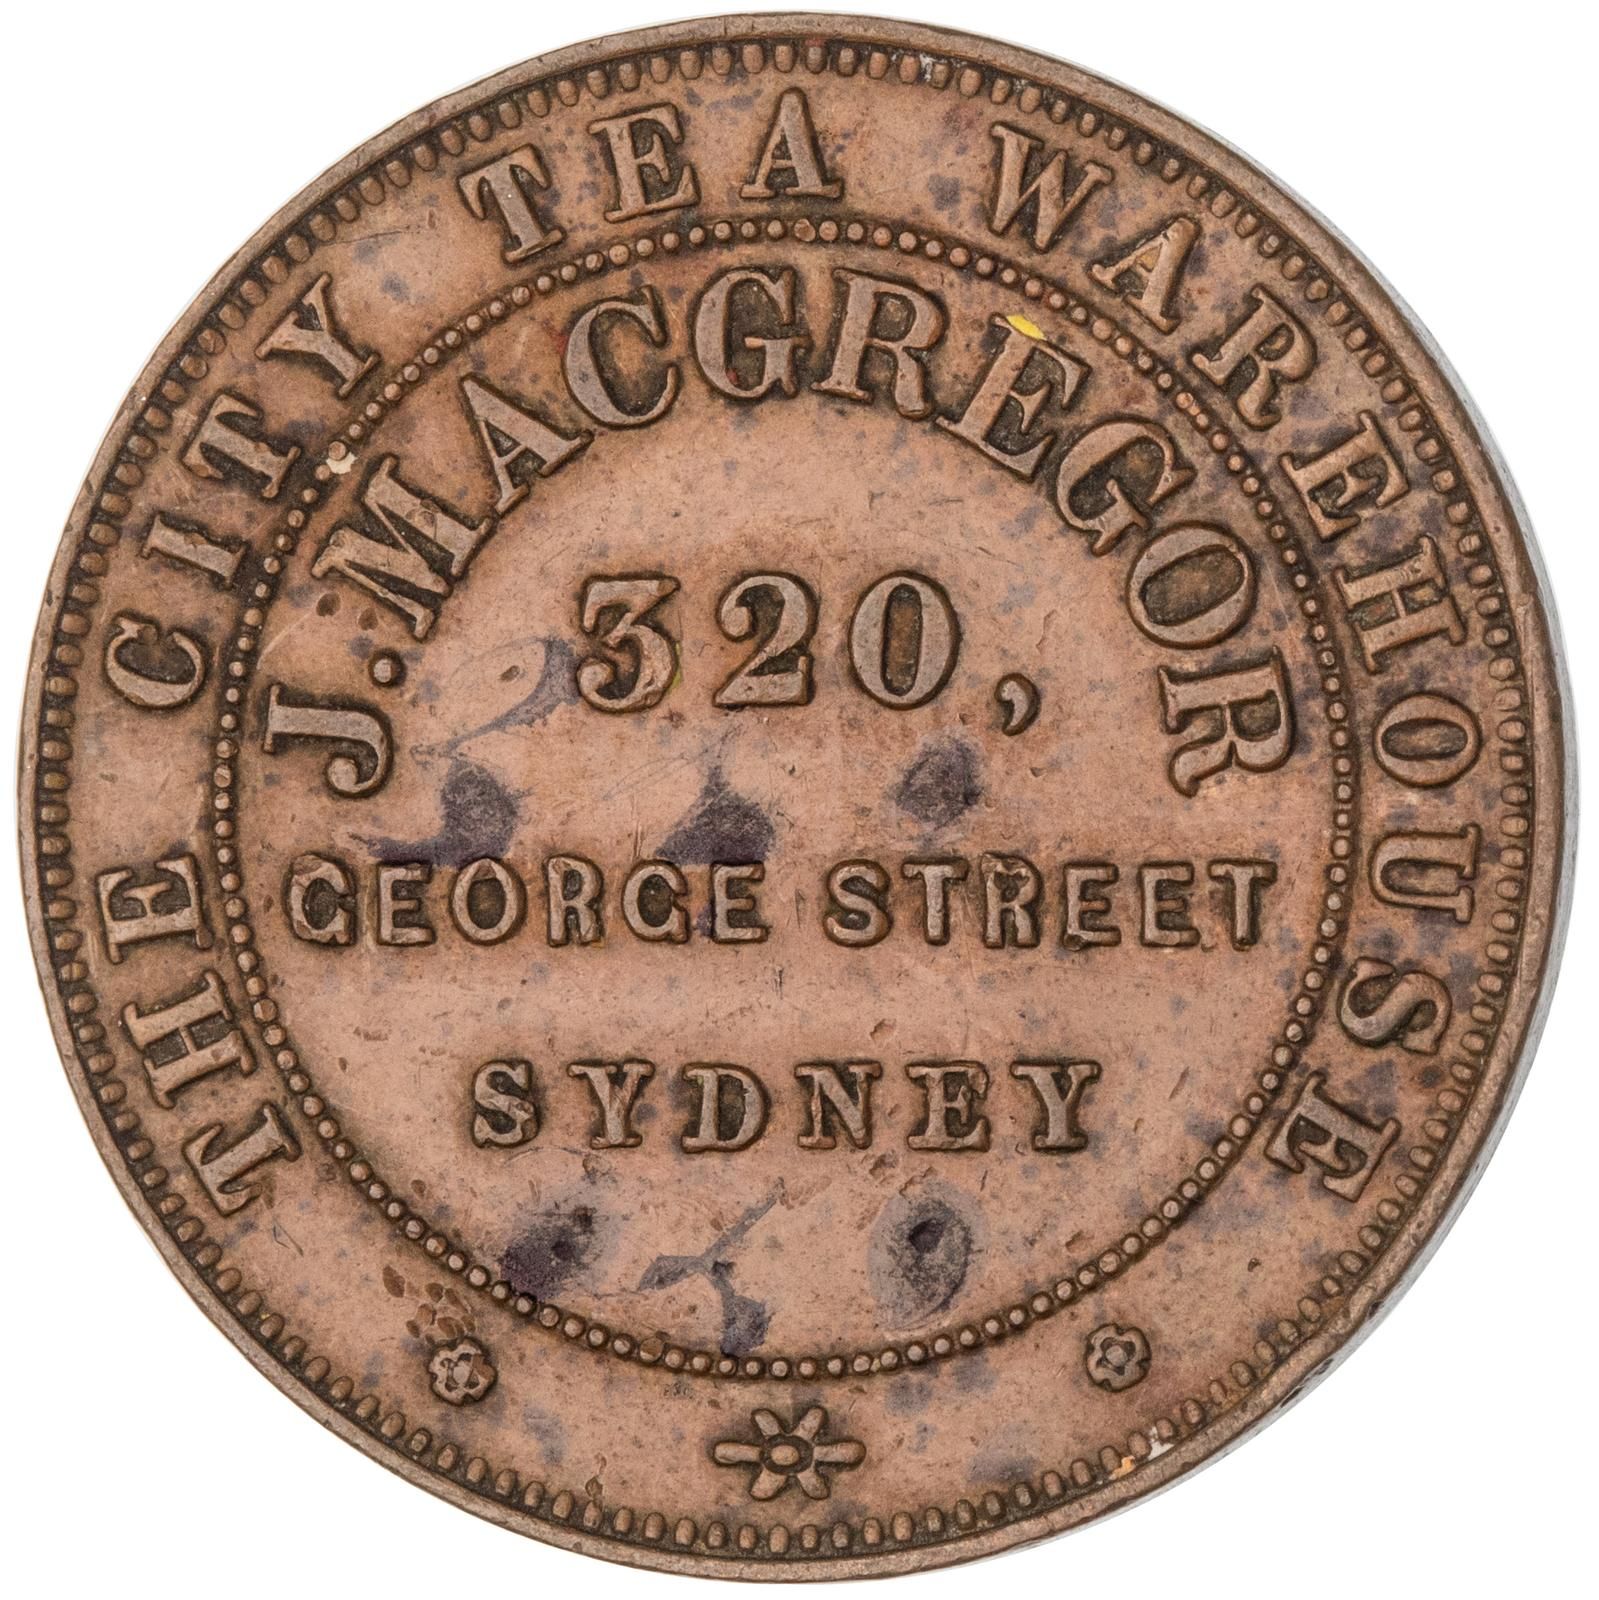 THE CITY TEA WAREHOUSE
J. MACGREGOR
320,
GEORGE STREET
SYDNEY